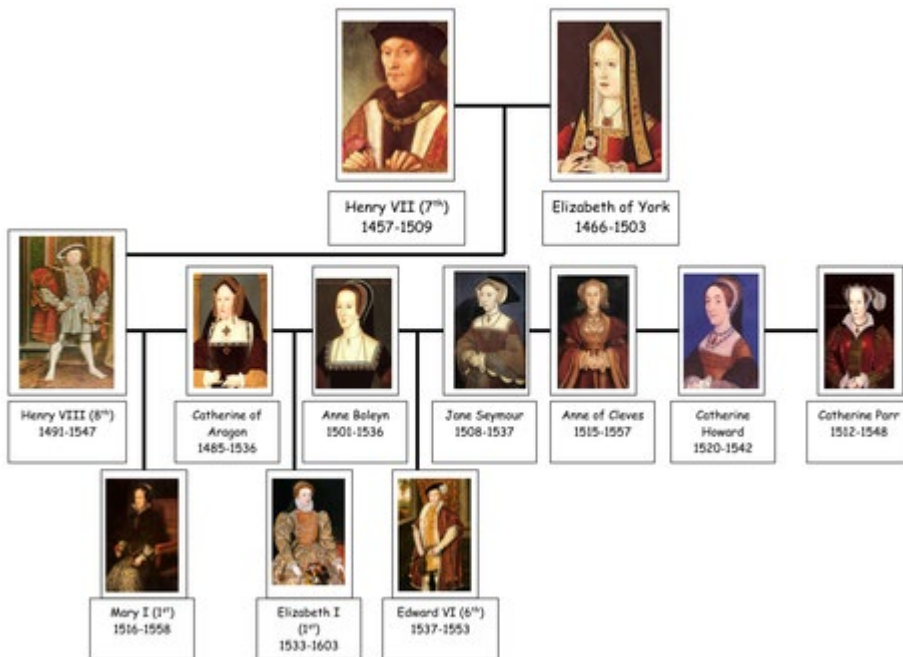 Henry VII (7th)
1457-1509
Elizabeth of York
1466-1503
Henry VIII (8th)
1491-1547
Catherine of
Aragon
1485-1536
Anne Boleyn
1501-1536
Jane Seymour
1508-1537
Anne of Cleves
1515-1557
Catherine
Howard
1520-1542
Catherine Parr
1512-1548
Mary I (1st)
1516-1558
Elizabeth I
(1st)
1533-1603
Edward VI (6th)
1537-1553